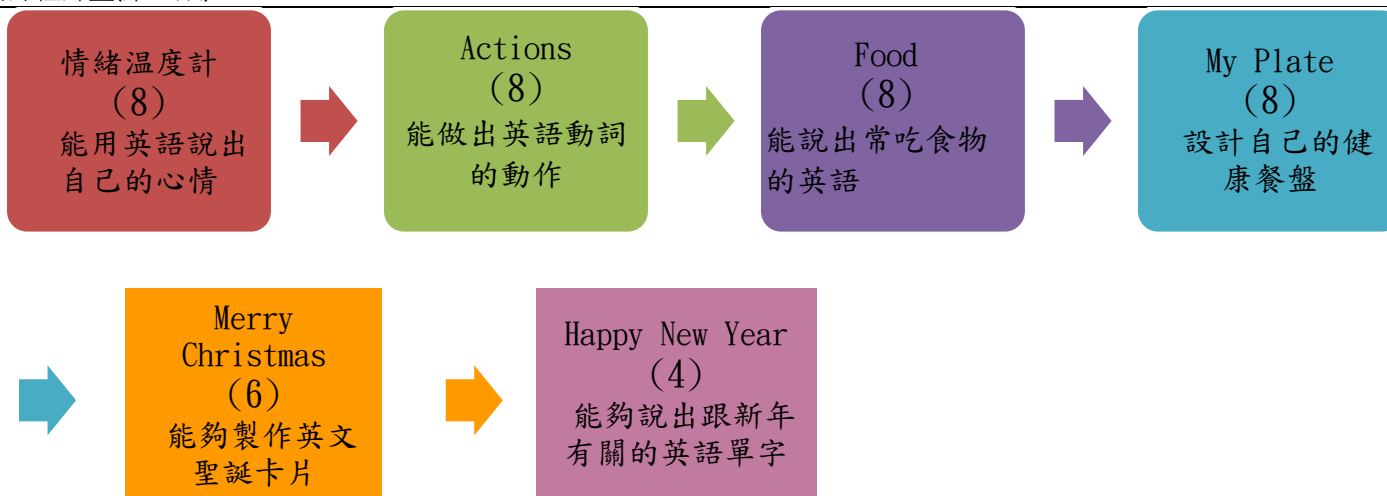 情緒温度計
(8)
能用英語說出
自己的心情
Actions
(8)
能做出英語動詞
的動作
Food
(8)
能說出常吃食物
的英語
My Plate
(8)
設計自己的健
康餐盤
Merry
Christmas
(6)
能夠製作英文
聖誕卡片
Happy New Year
(4)
能夠說出跟新年
有關的英語單字